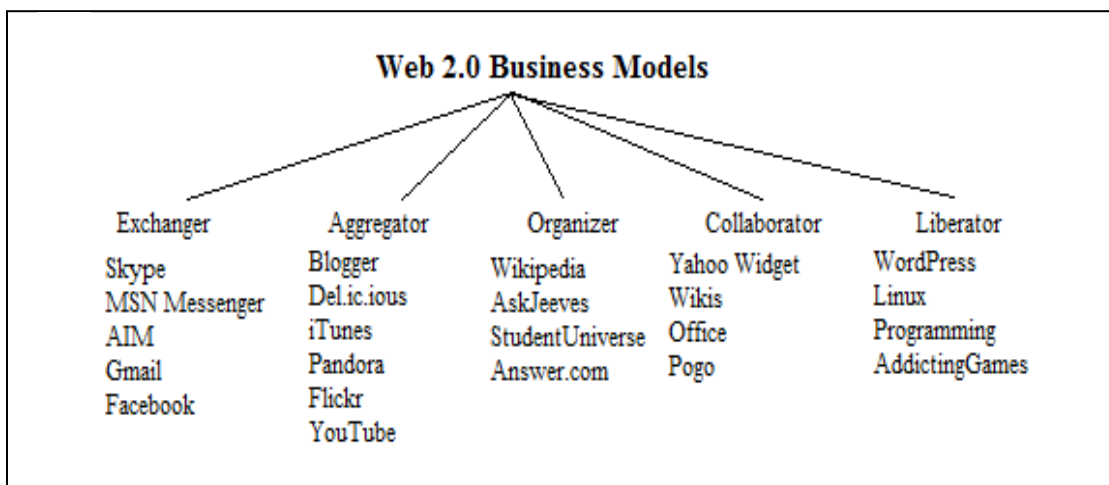 Web 2.0 Business Models
Exchanger
Skype
MSN Messenger
AIM
Gmail
Facebook
Aggregator
Blogger
Del.ic.ious
iTunes
Pandora
Flickr
YouTube
Organizer
Wikipedia
AskJeeves
StudentUniverse
Answer.com
Collaborator
Yahoo Widget
Wikis
Office
Pogo
Liberator
WordPress
Linux
Programming
AddictingGames